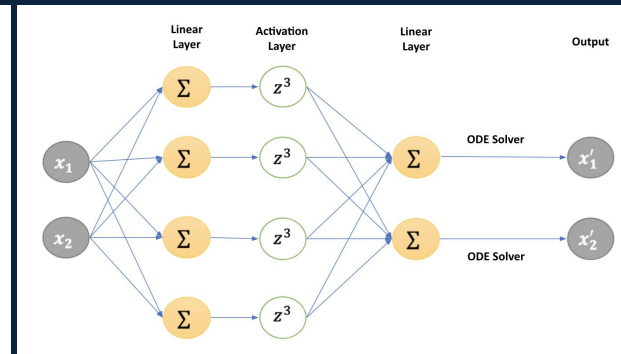 Linear
Layer
Activation
Layer
Linear
Layer
Output
Σ
z³
x₁
Σ
z³
Σ
ODE Solver
x′₁
x₂
Σ
z³
Σ
ODE Solver
x′₂
Σ
z³